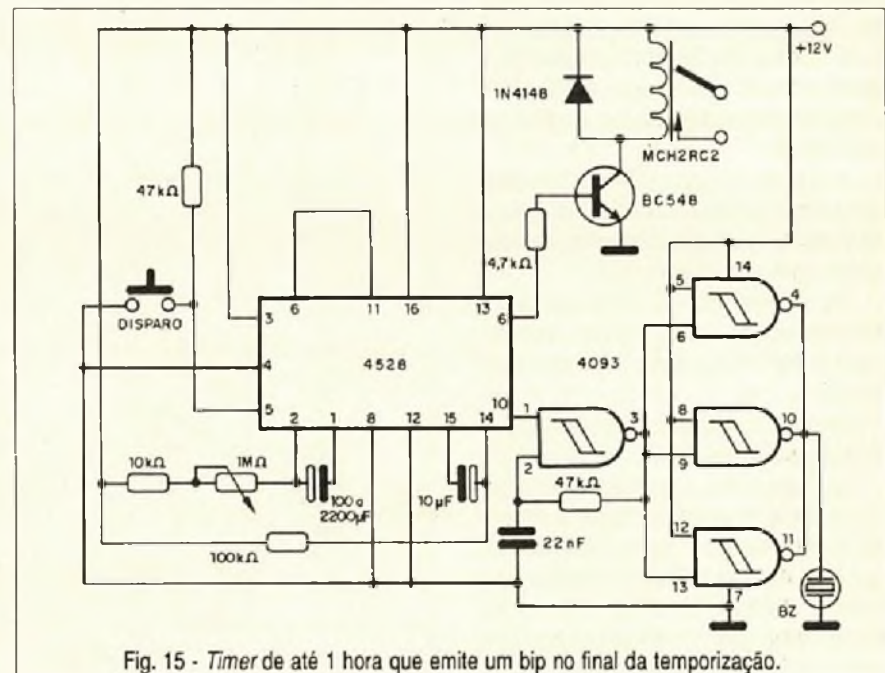 +12V
1N4148
MCH2RC2
47kΩ
BC548
4,7kΩ
14
5
4
6
DISPARO
6 11 16 13
3
6
4
4528
4093
5
10
2 1 8 12 15 14
1
3
2
8
10
9
10kΩ
1MΩ
100 a
2200µF
10µF
47kΩ
100kΩ
22nF
12
11
13
7
BZ
Fig. 15 - Timer de até 1 hora que emite um bip no final da temporização.